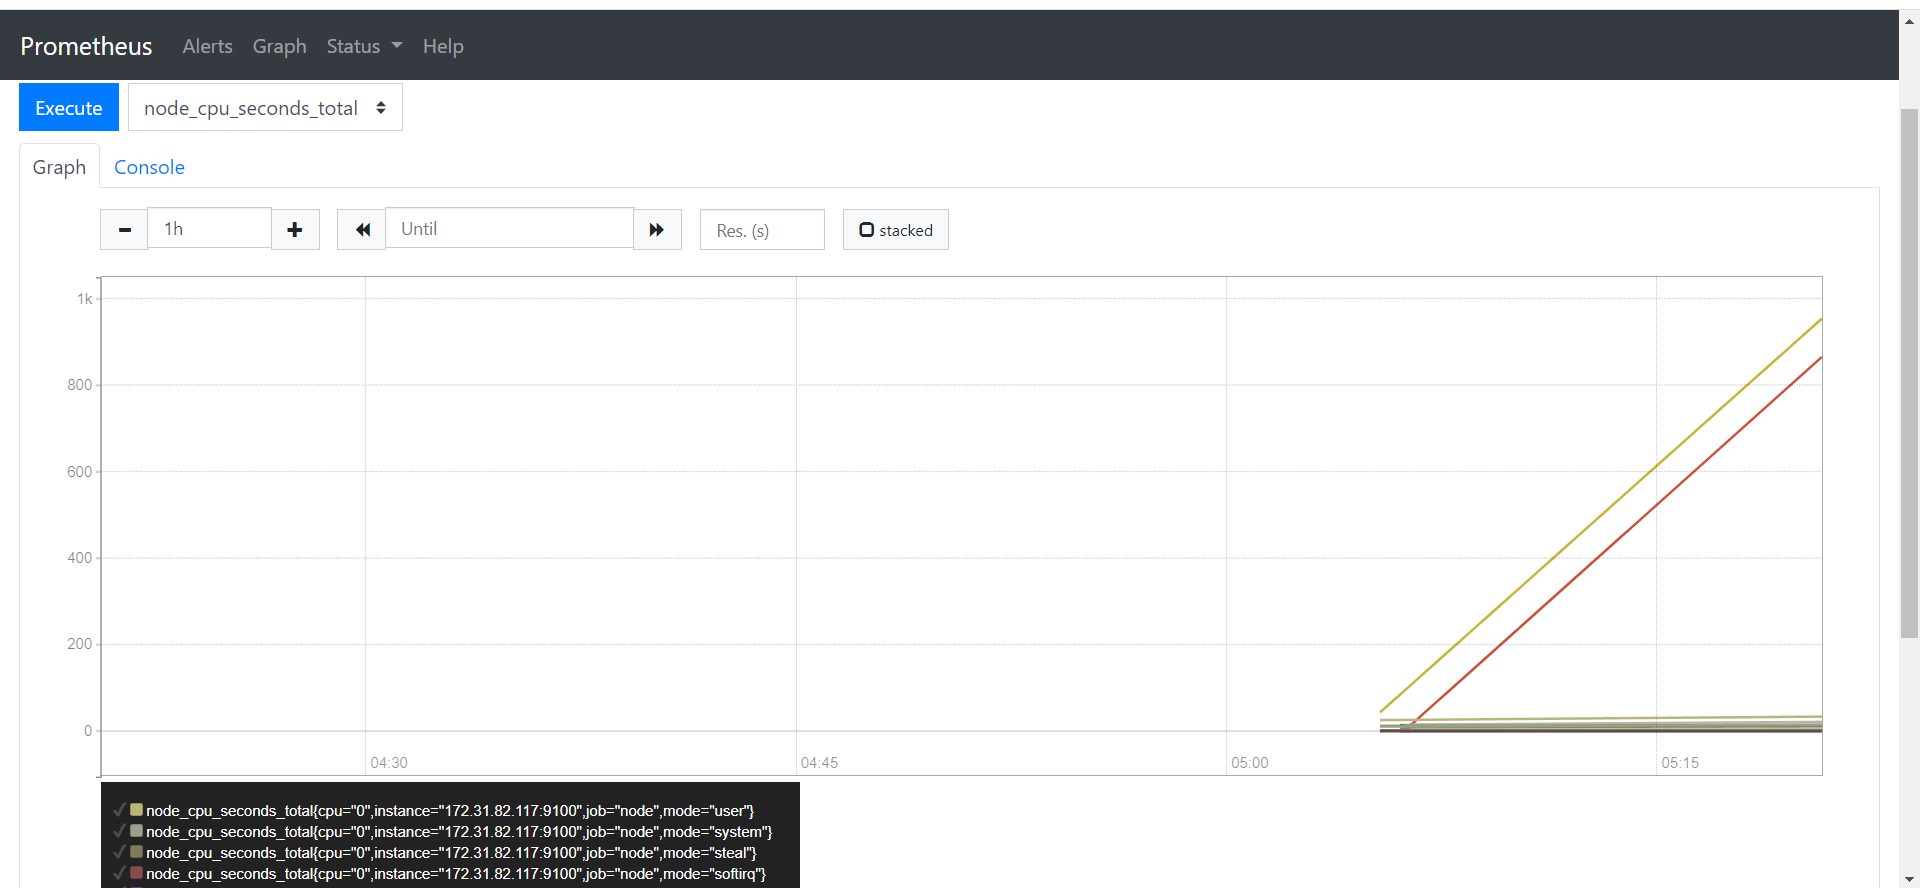 Prometheus Alerts Graph Status Help
Execute node_cpu_seconds_total
Graph Console
1h Until Res. (s) stacked
1k
800
600
400
200
0
04:30 04:45 05:00 05:15
node_cpu_seconds_total{cpu="0",instance="172.31.82.117:9100",job="node",mode="user"}
node_cpu_seconds_total{cpu="0",instance="172.31.82.117:9100",job="node",mode="system"}
node_cpu_seconds_total{cpu="0",instance="172.31.82.117:9100",job="node",mode="steal"}
node_cpu_seconds_total{cpu="0",instance="172.31.82.117:9100",job="node",mode="softirq"}